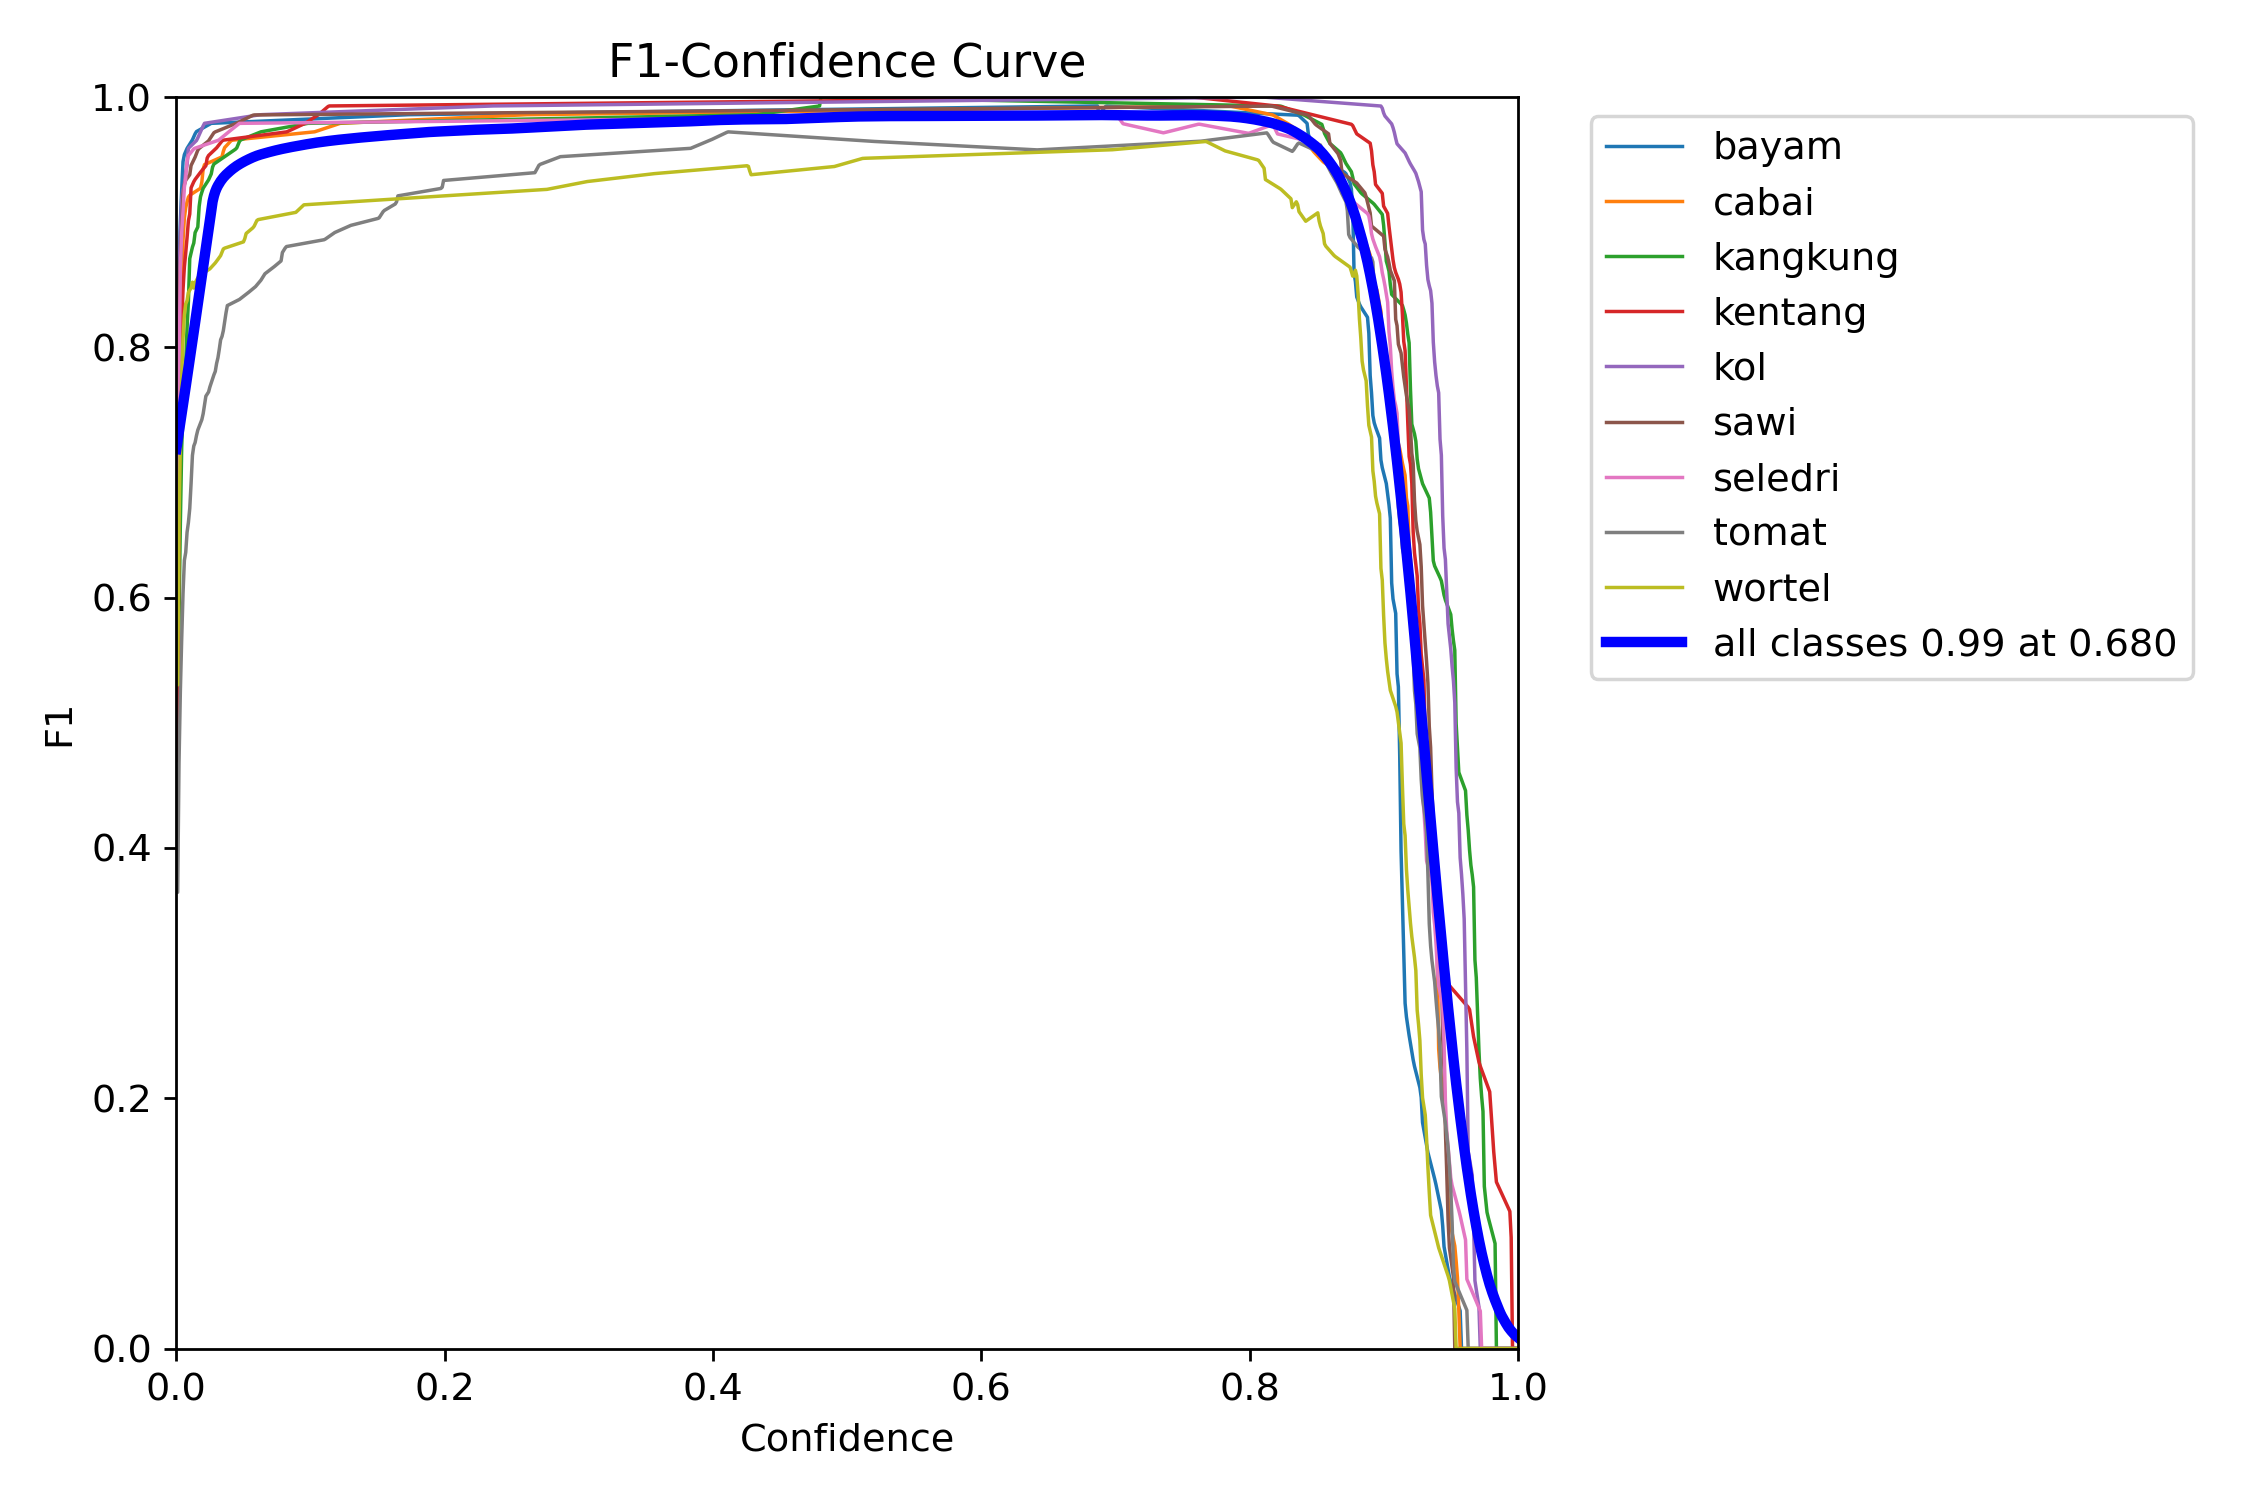 F1-Confidence Curve
1.0
0.8
0.6
0.4
0.2
0.0
F1
0.0 0.2 0.4 0.6 0.8 1.0
Confidence
bayam
cabai
kangkung
kentang
kol
sawi
seledri
tomat
wortel
all classes 0.99 at 0.680